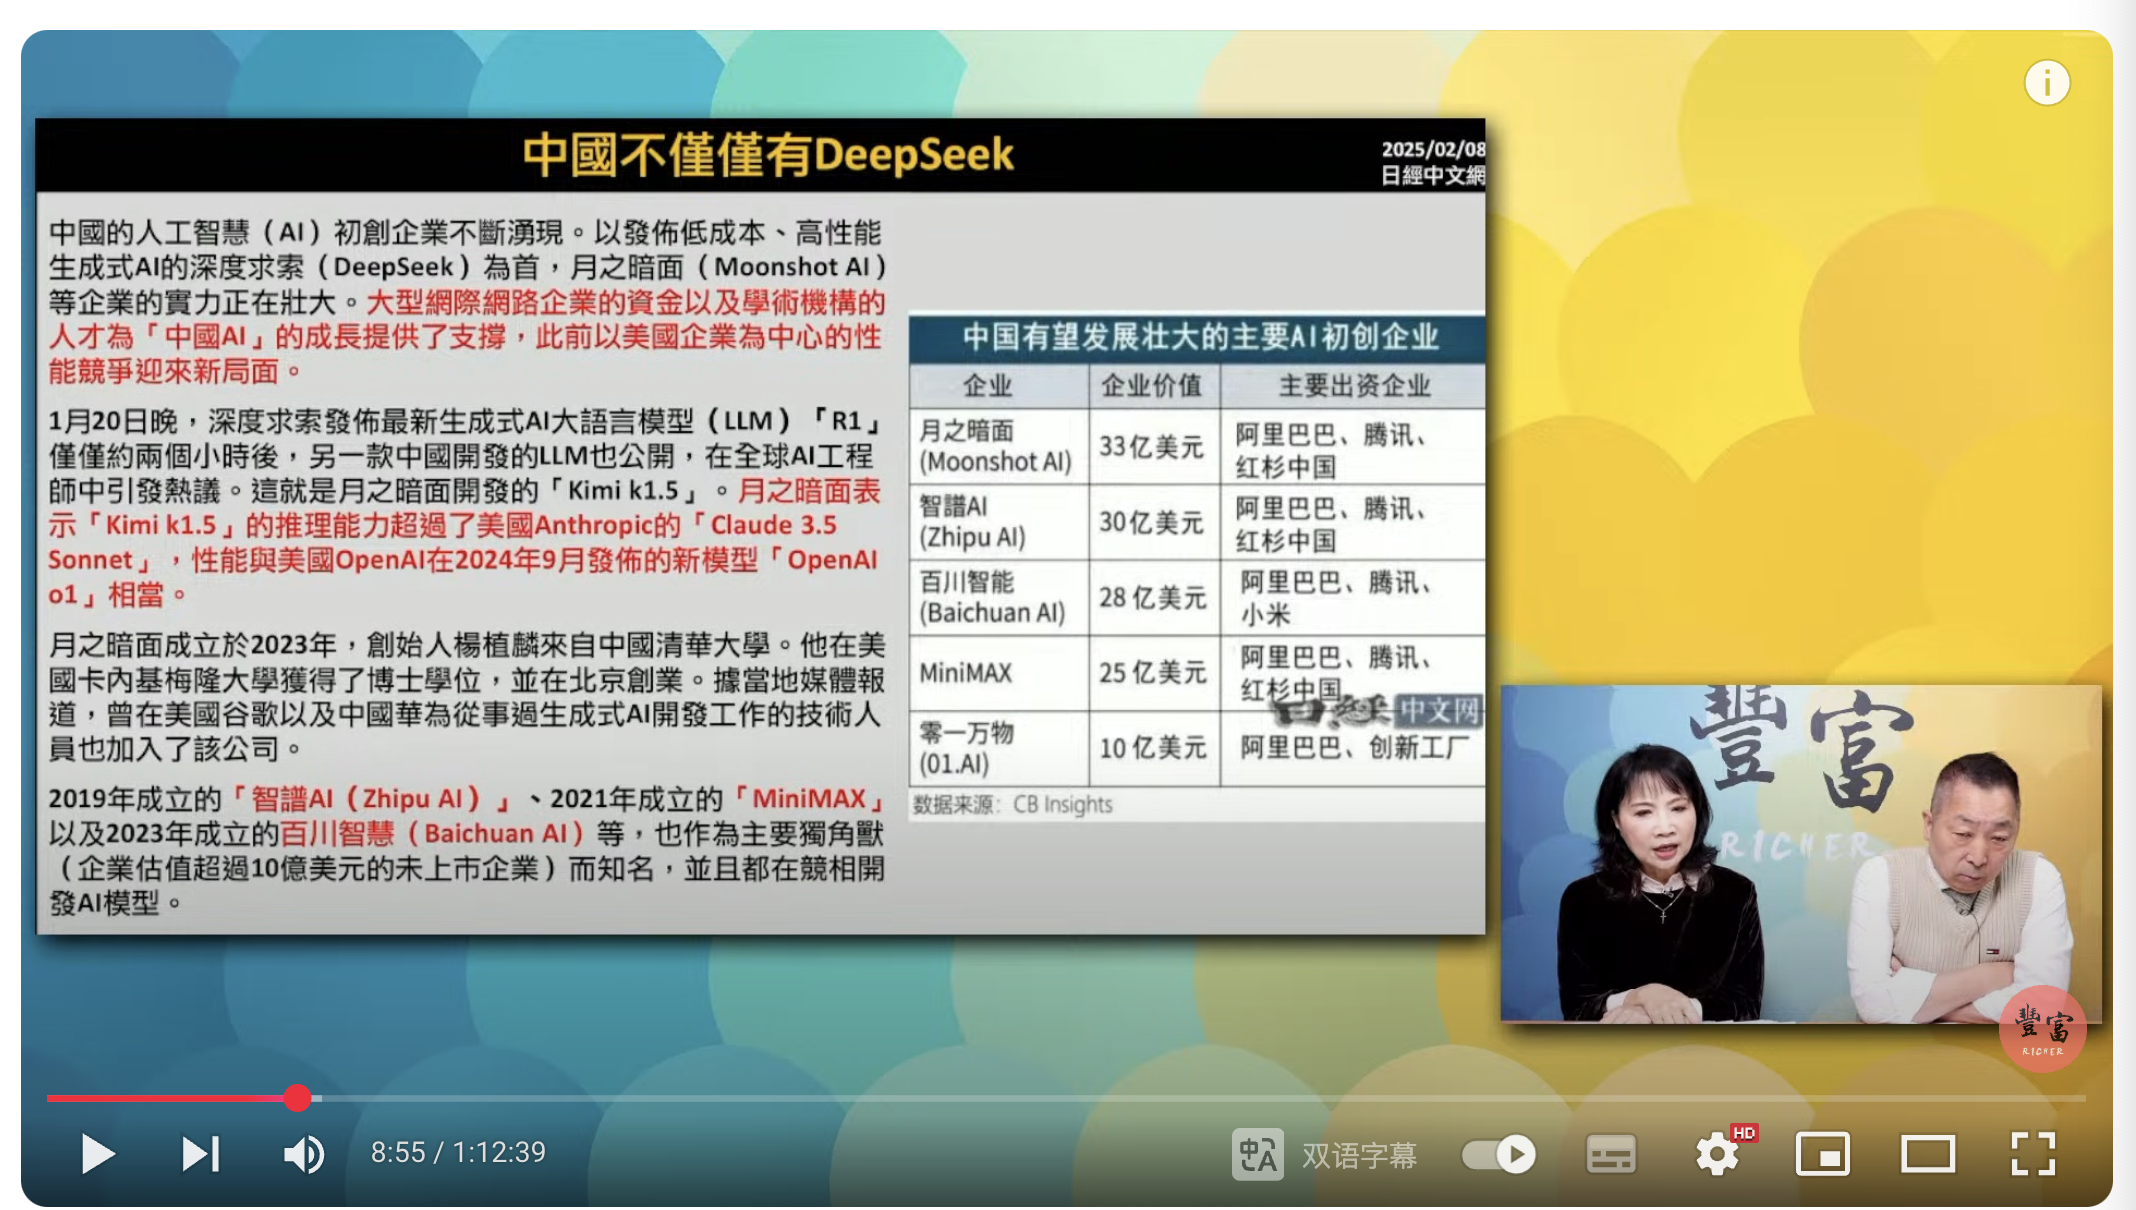 中國不僅僅有DeepSeek
2025/02/08
日經中文網
中國的人工智慧（AI）初創企業不斷湧現。以發佈低成本、高性能
生成式AI的深度求索（DeepSeek）為首，月之暗面（Moonshot AI）
等企業的實力正在壯大。大型網際網路企業的資金以及學術機構的
人才為「中國AI」的成長提供了支撐，此前以美國企業為中心的性
能競爭迎來新局面。
1月20日晚，深度求索發佈最新生成式AI大語言模型（LLM）「R1」
僅僅約兩個小時後，另一款中國開發的LLM也公開，在全球AI工程
師中引發熱議。這就是月之暗面開發的「Kimi k1.5」。月之暗面表
示「Kimi k1.5」的推理能力超過了美國Anthropic的「Claude 3.5
Sonnet」，性能與美國OpenAI在2024年9月發佈的新模型「OpenAI
o1」相當。
月之暗面成立於2023年，創始人楊植麟來自中國清華大學。他在美
國卡內基梅隆大學獲得了博士學位，並在北京創業。據當地媒體報
道，曾在美國谷歌以及中國華為從事過生成式AI開發工作的技術人
員也加入了該公司。
2019年成立的「智譜AI（Zhipu AI）」、2021年成立的「MiniMAX」
以及2023年成立的百川智慧（Baichuan AI）等，也作為主要獨角獸
（企業估值超過10億美元的未上市企業）而知名，並且都在競相開
發AI模型。
中国有望发展壮大的主要AI初创企业
企业 企业价值 主要出资企业
月之暗面
(Moonshot AI) 33亿美元 阿里巴巴、腾讯、
红杉中国
智譜AI
(Zhipu AI) 30亿美元 阿里巴巴、腾讯、
红杉中国
百川智能
(Baichuan AI) 28亿美元 阿里巴巴、腾讯、
小米
MiniMAX 25亿美元 阿里巴巴、腾讯、
红杉中国
日經中文网
零一万物
(01.AI) 10亿美元 阿里巴巴、创新工厂
数据来源：CB Insights
豐富
RICHER
豐富
RICHER
8:55 / 1:12:39
中A
双语字幕
HD